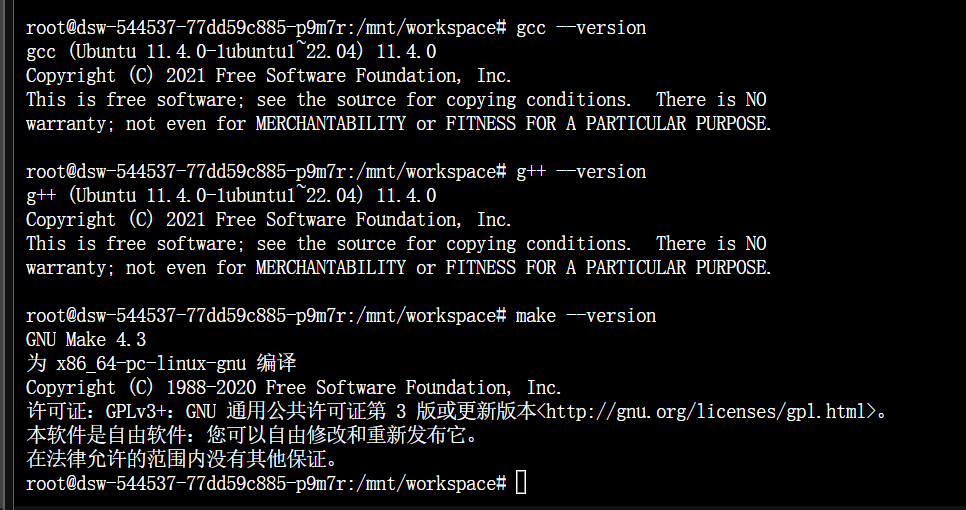 root@dsw-544537-77dd59c885-p9m7r:/mnt/workspace# gcc --version
gcc (Ubuntu 11.4.0-1ubuntu1~22.04) 11.4.0
Copyright (C) 2021 Free Software Foundation, Inc.
This is free software; see the source for copying conditions.  There is NO
warranty; not even for MERCHANTABILITY or FITNESS FOR A PARTICULAR PURPOSE.
root@dsw-544537-77dd59c885-p9m7r:/mnt/workspace# g++ --version
g++ (Ubuntu 11.4.0-1ubuntu1~22.04) 11.4.0
Copyright (C) 2021 Free Software Foundation, Inc.
This is free software; see the source for copying conditions.  There is NO
warranty; not even for MERCHANTABILITY or FITNESS FOR A PARTICULAR PURPOSE.
root@dsw-544537-77dd59c885-p9m7r:/mnt/workspace# make --version
GNU Make 4.3
为 x86_64-pc-linux-gnu 编译
Copyright (C) 1988-2020 Free Software Foundation, Inc.
许可证：GPLv3+：GNU 通用公共许可证第 3 版或更新版本<http://gnu.org/licenses/gpl.html>。
本软件是自由软件：您可以自由修改和重新发布它。
在法律允许的范围内没有其他保证。
root@dsw-544537-77dd59c885-p9m7r:/mnt/workspace#